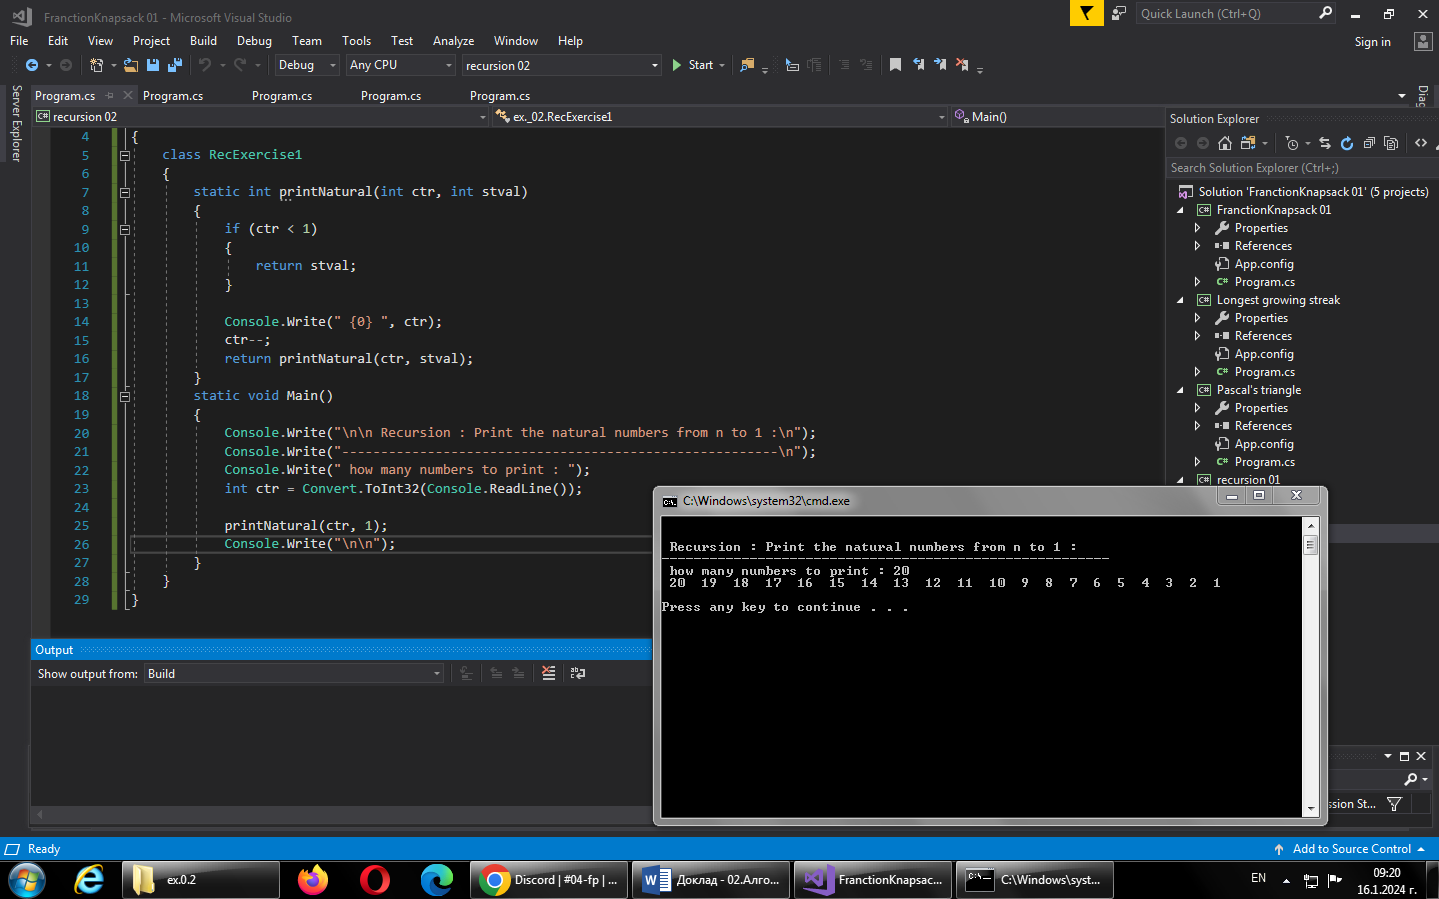 FranctionKnapsack 01 - Microsoft Visual Studio
Quick Launch (Ctrl+Q)
File Edit View Project Build Debug Team Tools Test Analyze Window Help
Sign in
Debug Any CPU recursion 02 Start
Server Explorer
Program.cs Program.cs Program.cs Program.cs Program.cs
Diag
recursion 02 ex._02.RecExercise1 Main()
4 {
5 class RecExercise1
6 {
7 static int printNatural(int ctr, int stval)
8 {
9 if (ctr < 1)
10 {
11 return stval;
12 }
13
14 Console.Write(" {0} ", ctr);
15 ctr--;
16 return printNatural(ctr, stval);
17 }
18 static void Main()
19 {
20 Console.Write("\n\n Recursion : Print the natural numbers from n to 1 :\n");
21 Console.Write("--------------------------------------------------------\n");
22 Console.Write(" how many numbers to print : ");
23 int ctr = Convert.ToInt32(Console.ReadLine());
24
25 printNatural(ctr, 1);
26 Console.Write("\n\n");
27 }
28 }
29 }
Solution Explorer
Search Solution Explorer (Ctrl+;)
Solution 'FranctionKnapsack 01' (5 projects)
C# FranctionKnapsack 01
Properties
References
App.config
C# Program.cs
C# Longest growing streak
Properties
References
App.config
C# Program.cs
C# Pascal's triangle
Properties
References
App.config
C# Program.cs
C# recursion 01
C:\Windows\system32\cmd.exe
Recursion : Print the natural numbers from n to 1 :
--------------------------------------------------------
how many numbers to print : 20
20 19 18 17 16 15 14 13 12 11 10 9 8 7 6 5 4 3 2 1
Press any key to continue . . .
Output
Show output from: Build
ssion St...
Ready
Add to Source Control
ex.0.2
Discord | #04-fp | ...
Доклад - 02.Алго...
FranctionKnapsac...
C:\Windows\syst...
EN
09:20
16.1.2024 г.